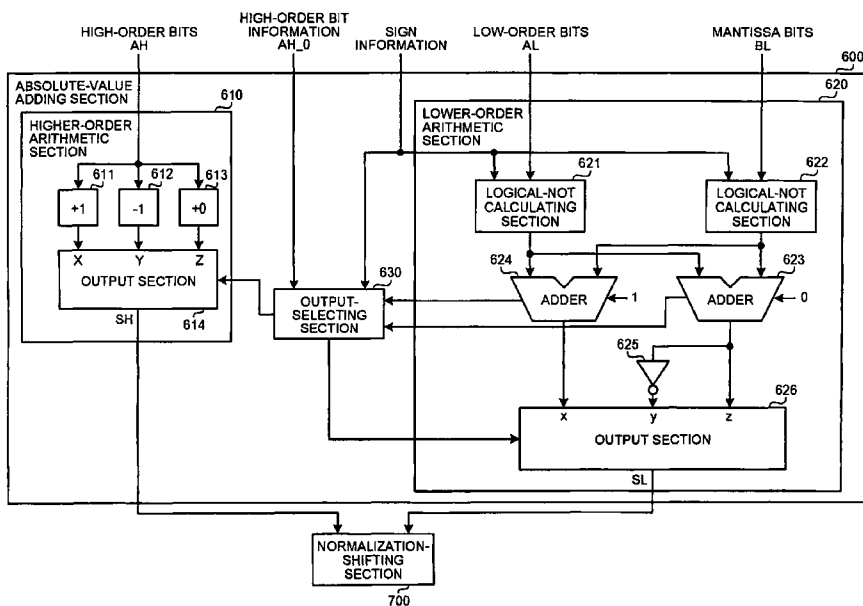 HIGH-ORDER BITS
AH
HIGH-ORDER BIT
INFORMATION
AH_0
SIGN
INFORMATION
LOW-ORDER BITS
AL
MANTISSA BITS
BL
600
ABSOLUTE-VALUE
ADDING SECTION
610
HIGHER-ORDER
ARITHMETIC
SECTION
611
612
613
+1
-1
+0
X
Y
Z
OUTPUT SECTION
614
SH
630
OUTPUT-
SELECTING
SECTION
620
LOWER-ORDER
ARITHMETIC
SECTION
621
LOGICAL-NOT
CALCULATING
SECTION
622
LOGICAL-NOT
CALCULATING
SECTION
624
ADDER
1
623
ADDER
0
625
626
x
y
z
OUTPUT SECTION
SL
NORMALIZATION-
SHIFTING
SECTION
700